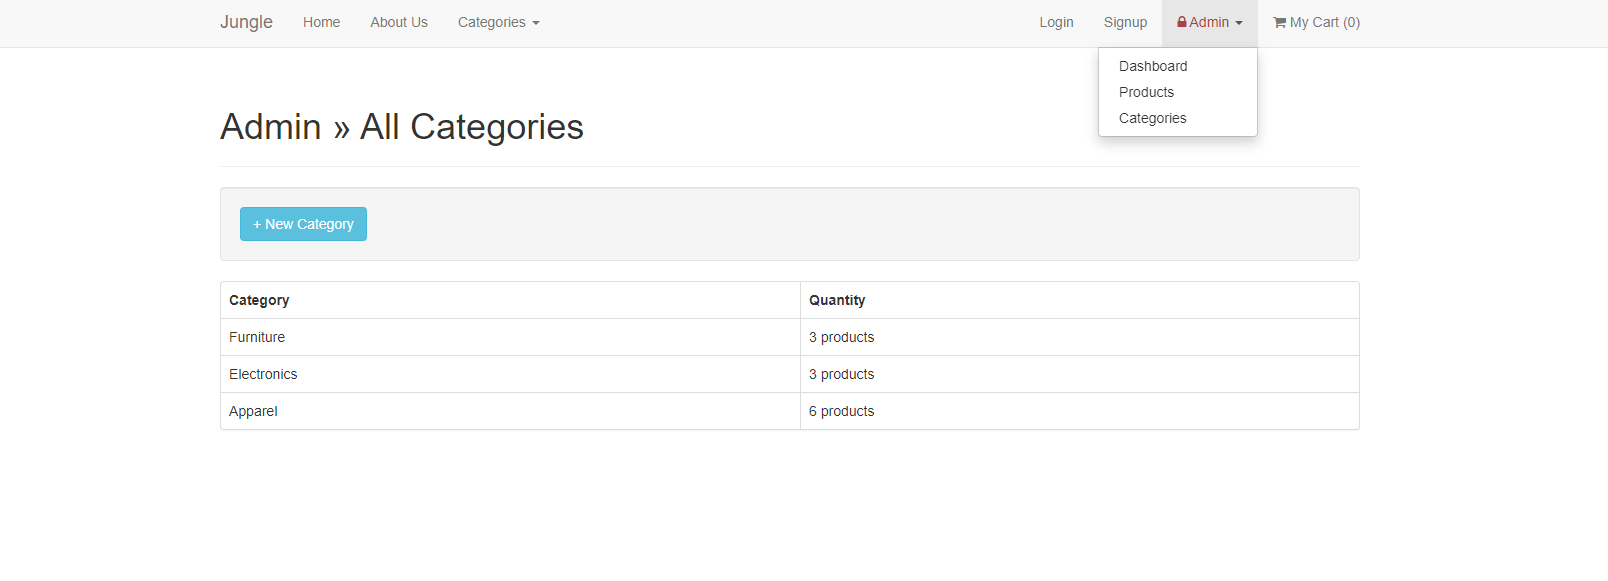 Jungle Home About Us Categories Login Signup Admin My Cart (0)
Dashboard
Products
Categories
Admin » All Categories
+ New Category
Category Quantity
Furniture 3 products
Electronics 3 products
Apparel 6 products